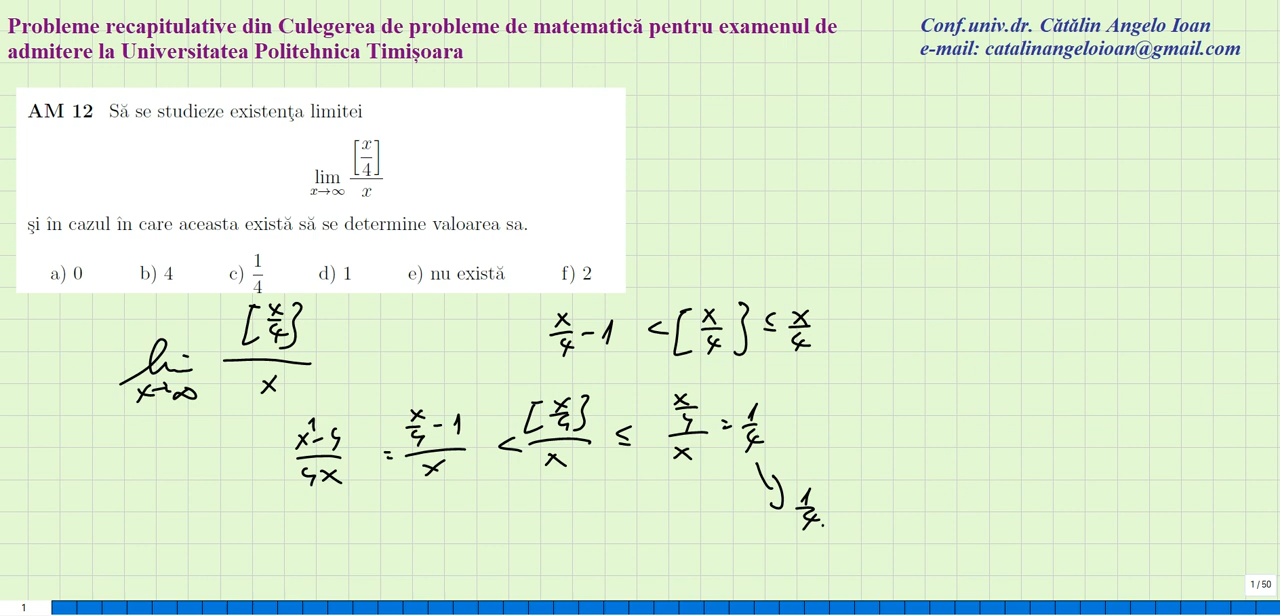 Probleme recapitulative din Culegerea de probleme de matematică pentru examenul de
admitere la Universitatea Politehnica Timișoara
Conf.univ.dr. Cătălin Angelo Ioan
e-mail: catalinangeloioan@gmail.com
AM 12 Să se studieze existenţa limitei
lim x→∞ [x/4]/x
şi în cazul în care aceasta există să se determine valoarea sa.
a) 0 b) 4 c) 1/4 d) 1 e) nu există f) 2
lim x→∞ [x/4]/x
x/4 - 1 < [x/4] ≤ x/4
(x-4)/4x = (x/4 - 1)/x < [x/4]/x ≤ (x/4)/x = 1/4
1/4.
1 / 50
1